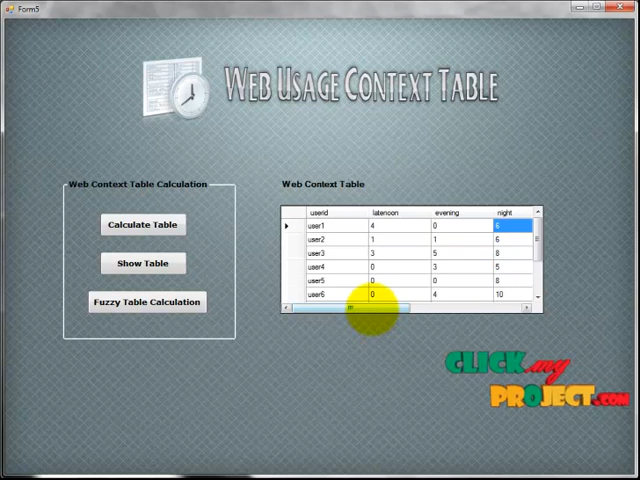 Form5
WEB USAGE CONTEXT TABLE
Web Context Table Calculation
Calculate Table
Show Table
Fuzzy Table Calculation
Web Context Table
userid latenoon evening night
user1 4 0 6
user2 1 1 6
user3 3 5 8
user4 0 3 5
user5 0 0 8
user6 0 4 10
CLICK my
PROJECT.COM